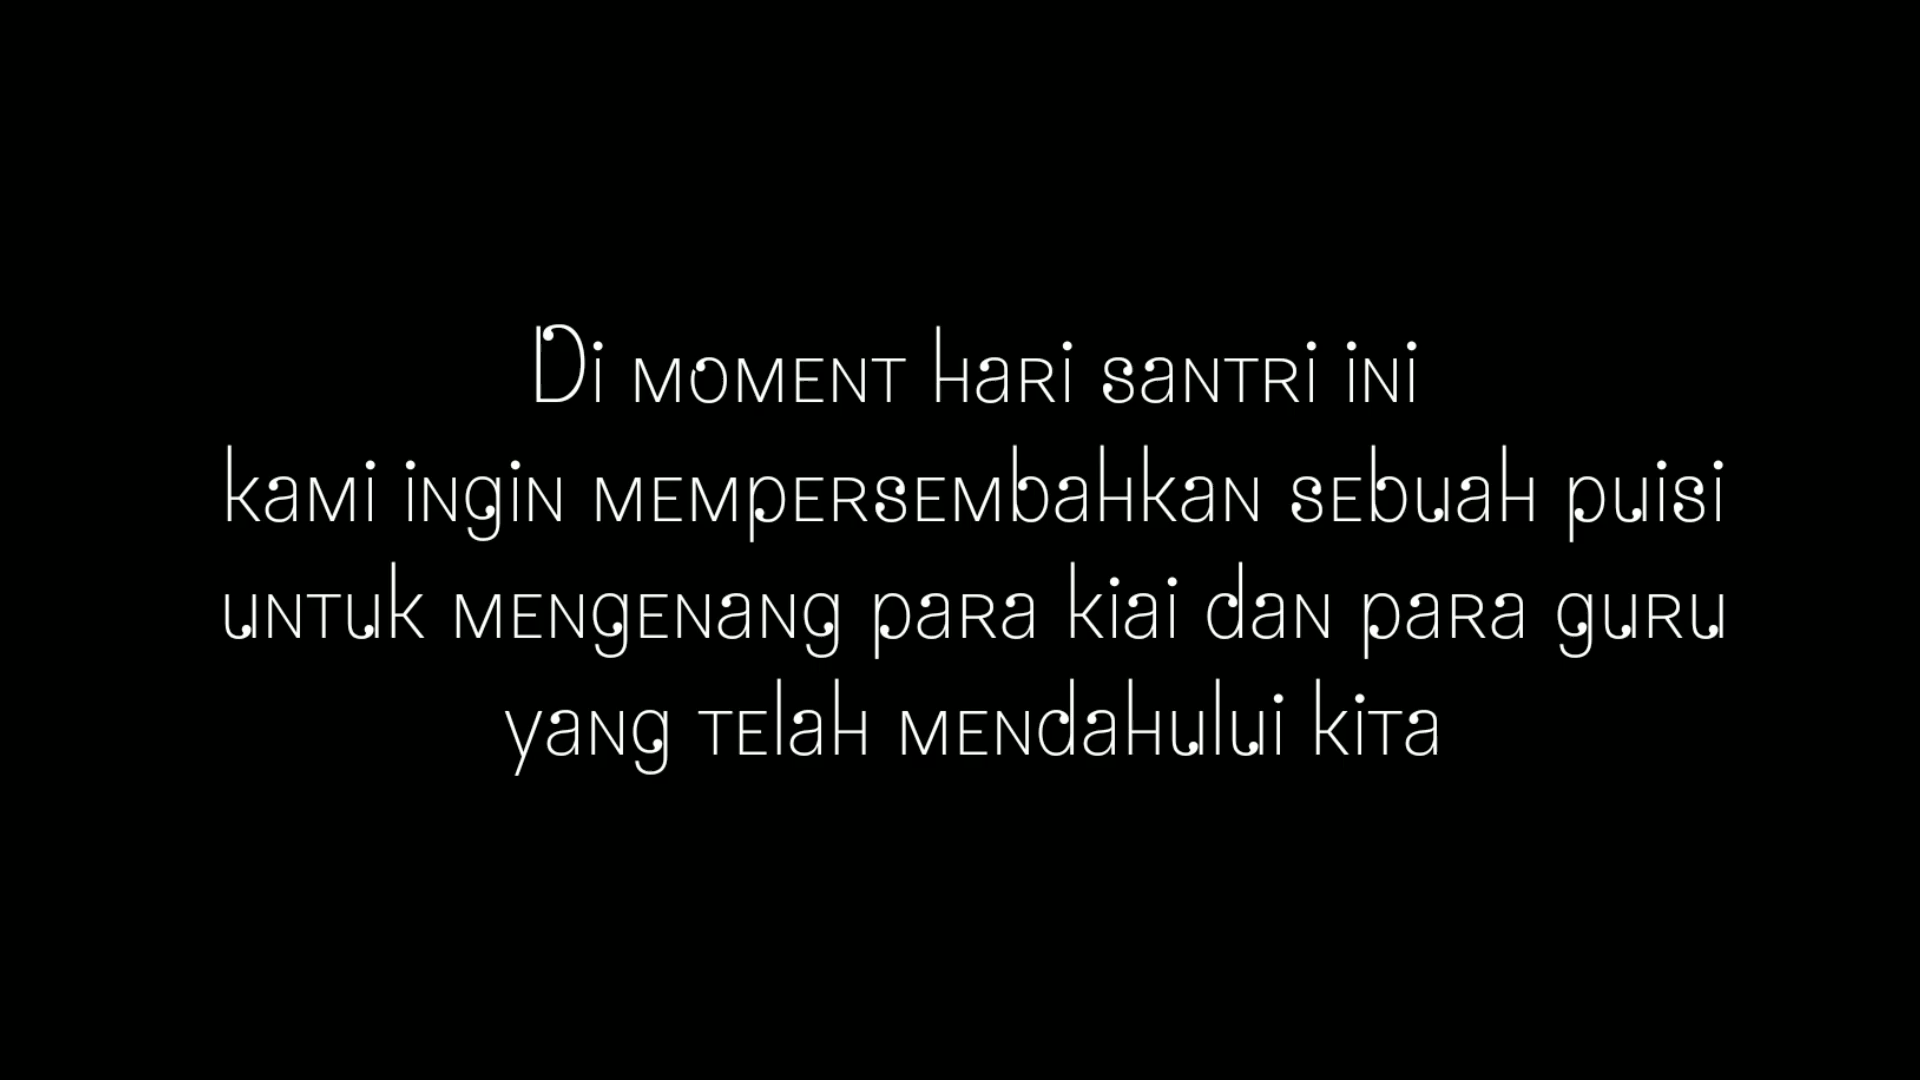 Di moment hari santri ini
kami ingin mempersembahkan sebuah puisi
untuk mengenang para kiai dan para guru
yang telah mendahului kita